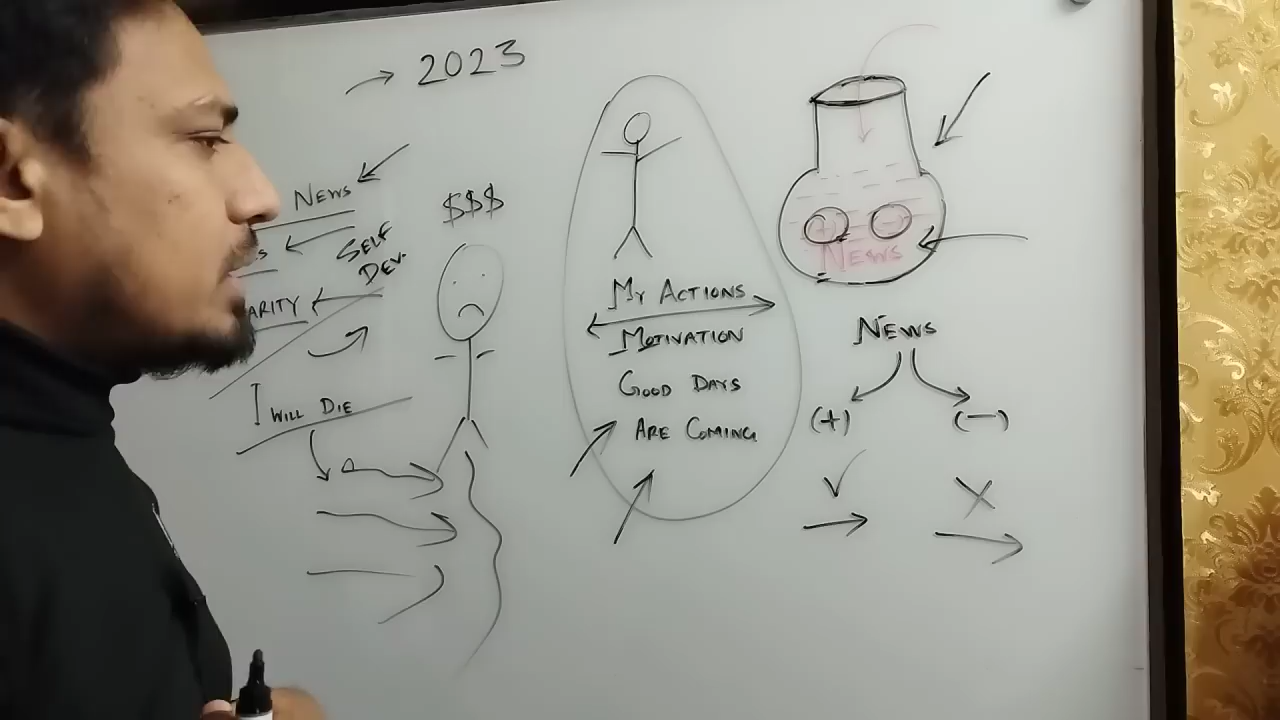 2023
NEWS
SELF
DEV.
ARITY
I WILL DIE
$$$
MY ACTIONS
MOTIVATION
GOOD DAYS
ARE COMING
NEWS
NEWS
(+)
(−)